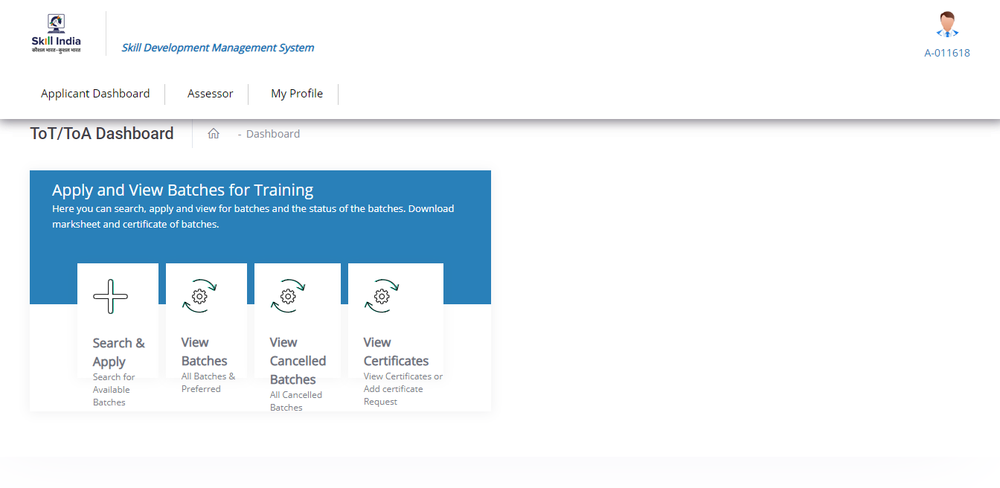 Skill India
कौशल भारत - कुशल भारत
Skill Development Management System
A-011618
Applicant Dashboard
Assessor
My Profile
ToT/ToA Dashboard
- Dashboard
Apply and View Batches for Training
Here you can search, apply and view for batches and the status of the batches. Download
marksheet and certificate of batches.
Search &
Apply
Search for
Available
Batches
View
Batches
All Batches &
Preferred
View
Cancelled
Batches
All Cancelled
Batches
View
Certificates
View Certificates or
Add certificate
Request